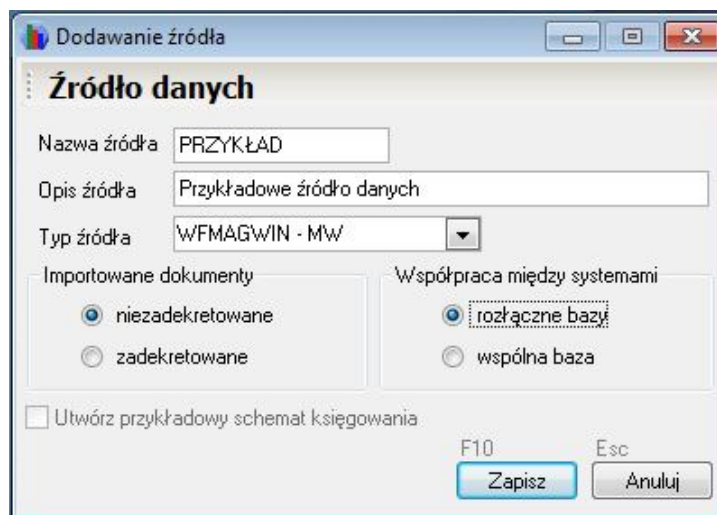 Dodawanie źródła
Źródło danych
Nazwa źródła PRZYKŁAD
Opis źródła Przykładowe źródło danych
Typ źródła WFMAGWIN - MW
Importowane dokumenty Współpraca między systemami
niezadekretowane rozłączne bazy
zadekretowane wspólna baza
Utwórz przykładowy schemat księgowania
F10 Esc
Zapisz Anuluj